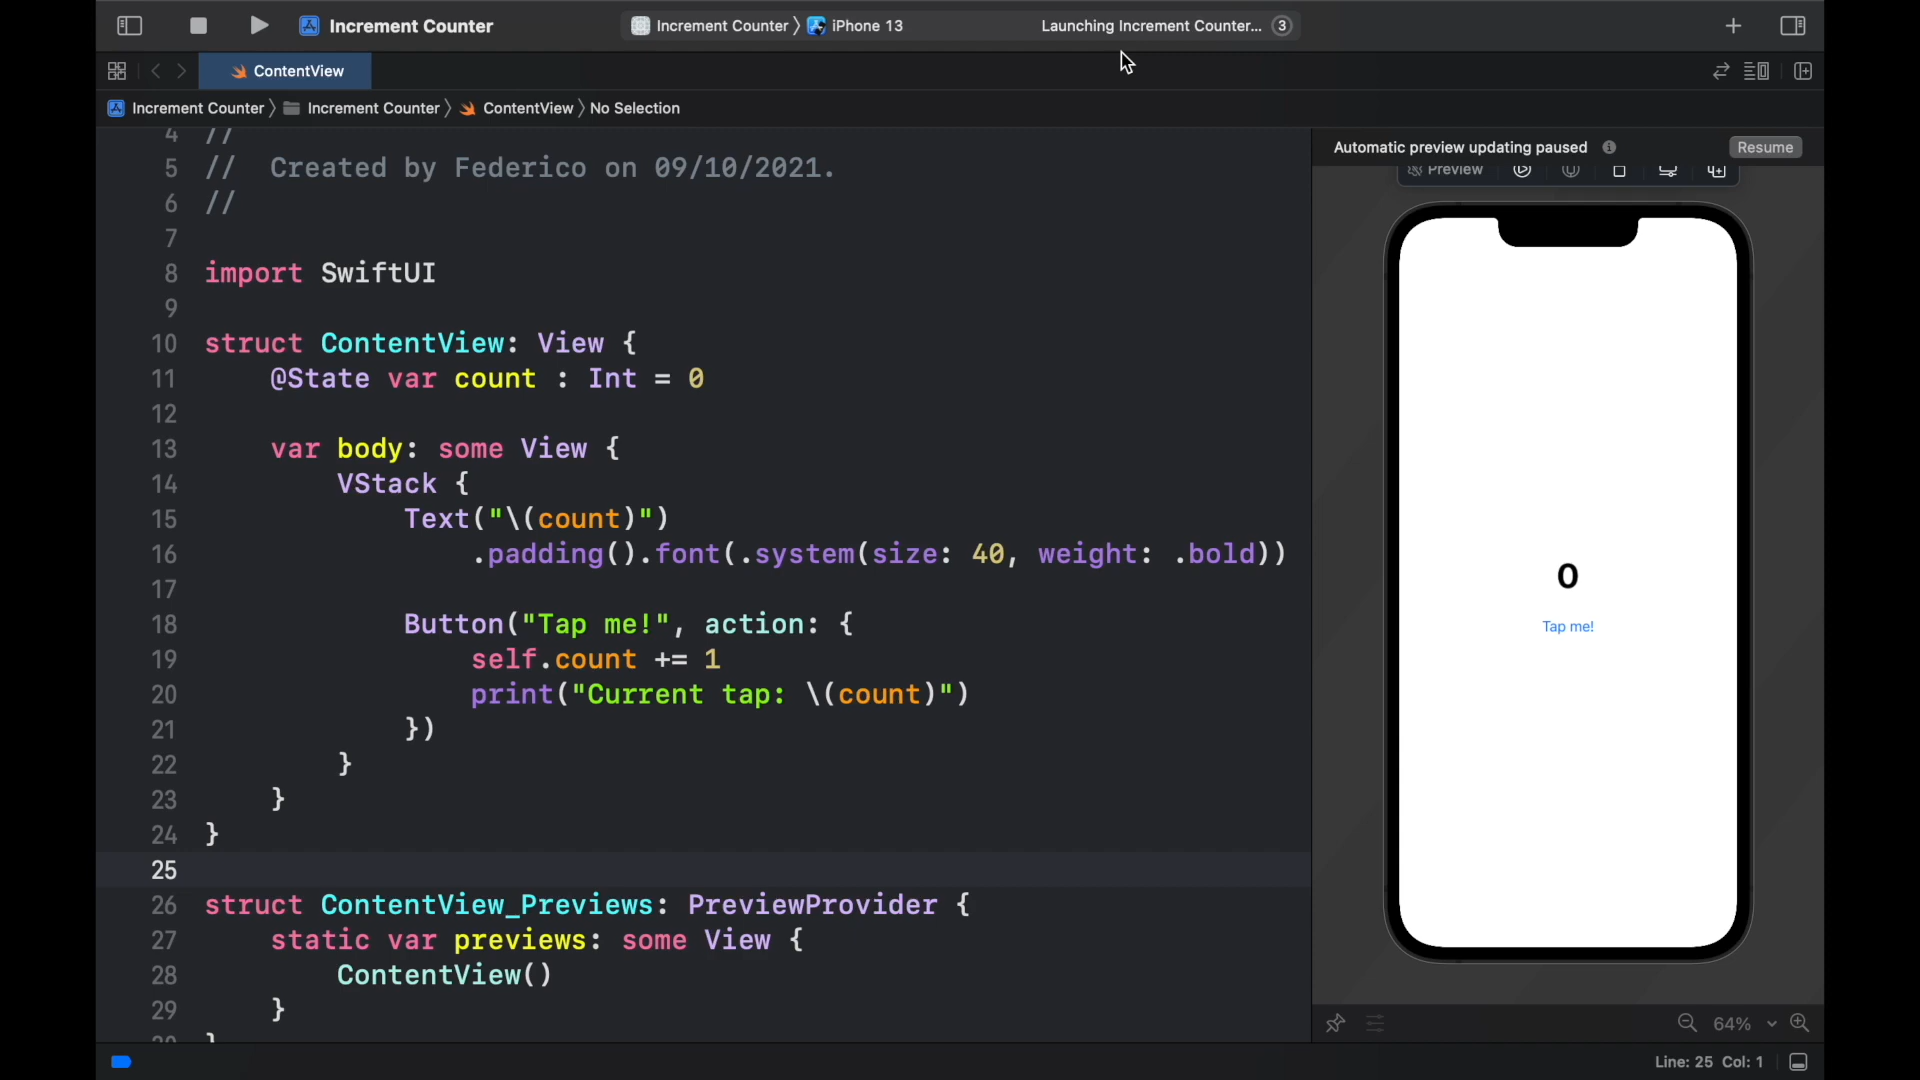 Increment Counter
Increment Counter 〉 iPhone 13
Launching Increment Counter... 3
ContentView
Increment Counter 〉 Increment Counter 〉 ContentView 〉 No Selection
4 //
5 //  Created by Federico on 09/10/2021.
6 //
7
8 import SwiftUI
9
10 struct ContentView: View {
11     @State var count : Int = 0
12
13     var body: some View {
14         VStack {
15             Text("\(count)")
16                 .padding().font(.system(size: 40, weight: .bold))
17
18             Button("Tap me!", action: {
19                 self.count += 1
20                 print("Current tap: \(count)")
21             })
22         }
23     }
24 }
25
26 struct ContentView_Previews: PreviewProvider {
27     static var previews: some View {
28         ContentView()
29     }
30 }
Automatic preview updating paused
Resume
Preview
0
Tap me!
64%
Line: 25 Col: 1